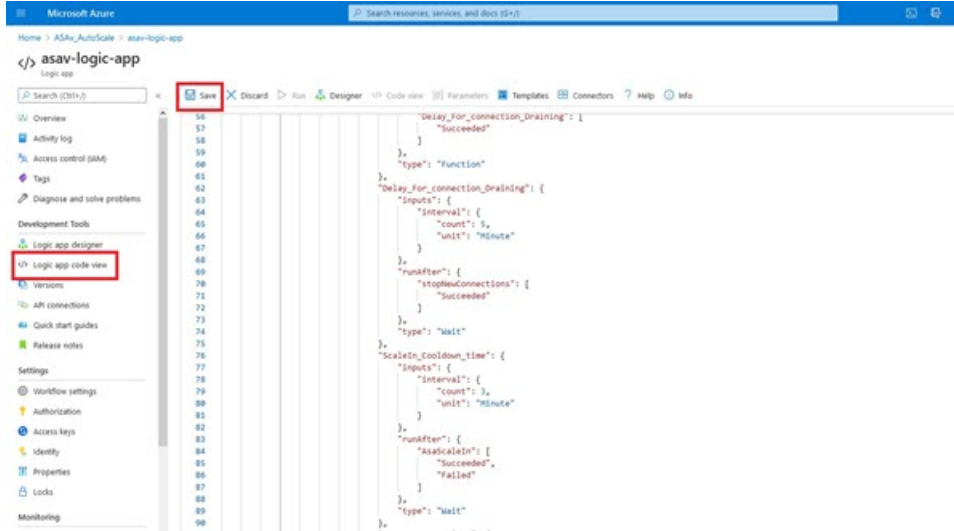 Microsoft Azure
Search resources, services, and docs (G+/)
Home > ASAv_AutoScale > asav-logic-app
</> asav-logic-app
Logic app
Search (Ctrl+/)
«
Save
Discard
Run
Designer
</> Code view
[@] Parameters
Templates
Connectors
? Help
Info
Overview
Activity log
Access control (IAM)
Tags
Diagnose and solve problems
Development Tools
Logic app designer
</> Logic app code view
Versions
API connections
Quick start guides
Release notes
Settings
Workflow settings
Authorization
Access keys
Identity
Properties
Locks
Monitoring
56 "Delay_For_connection_Draining": [
57 "Succeeded"
58 ]
59 },
60 "type": "Function"
61 },
62 "Delay_For_connection_Draining": {
63 "inputs": {
64 "interval": {
65 "count": 5,
66 "unit": "Minute"
67 }
68 },
69 "runAfter": {
70 "stopNewConnections": [
71 "Succeeded"
72 ]
73 },
74 "type": "Wait"
75 },
76 "ScaleIn_Cooldown_time": {
77 "inputs": {
78 "interval": {
79 "count": 3,
80 "unit": "Minute"
81 }
82 },
83 "runAfter": {
84 "AsaScaleIn": [
85 "Succeeded",
86 "Failed"
87 ]
88 },
89 "type": "Wait"
90 },